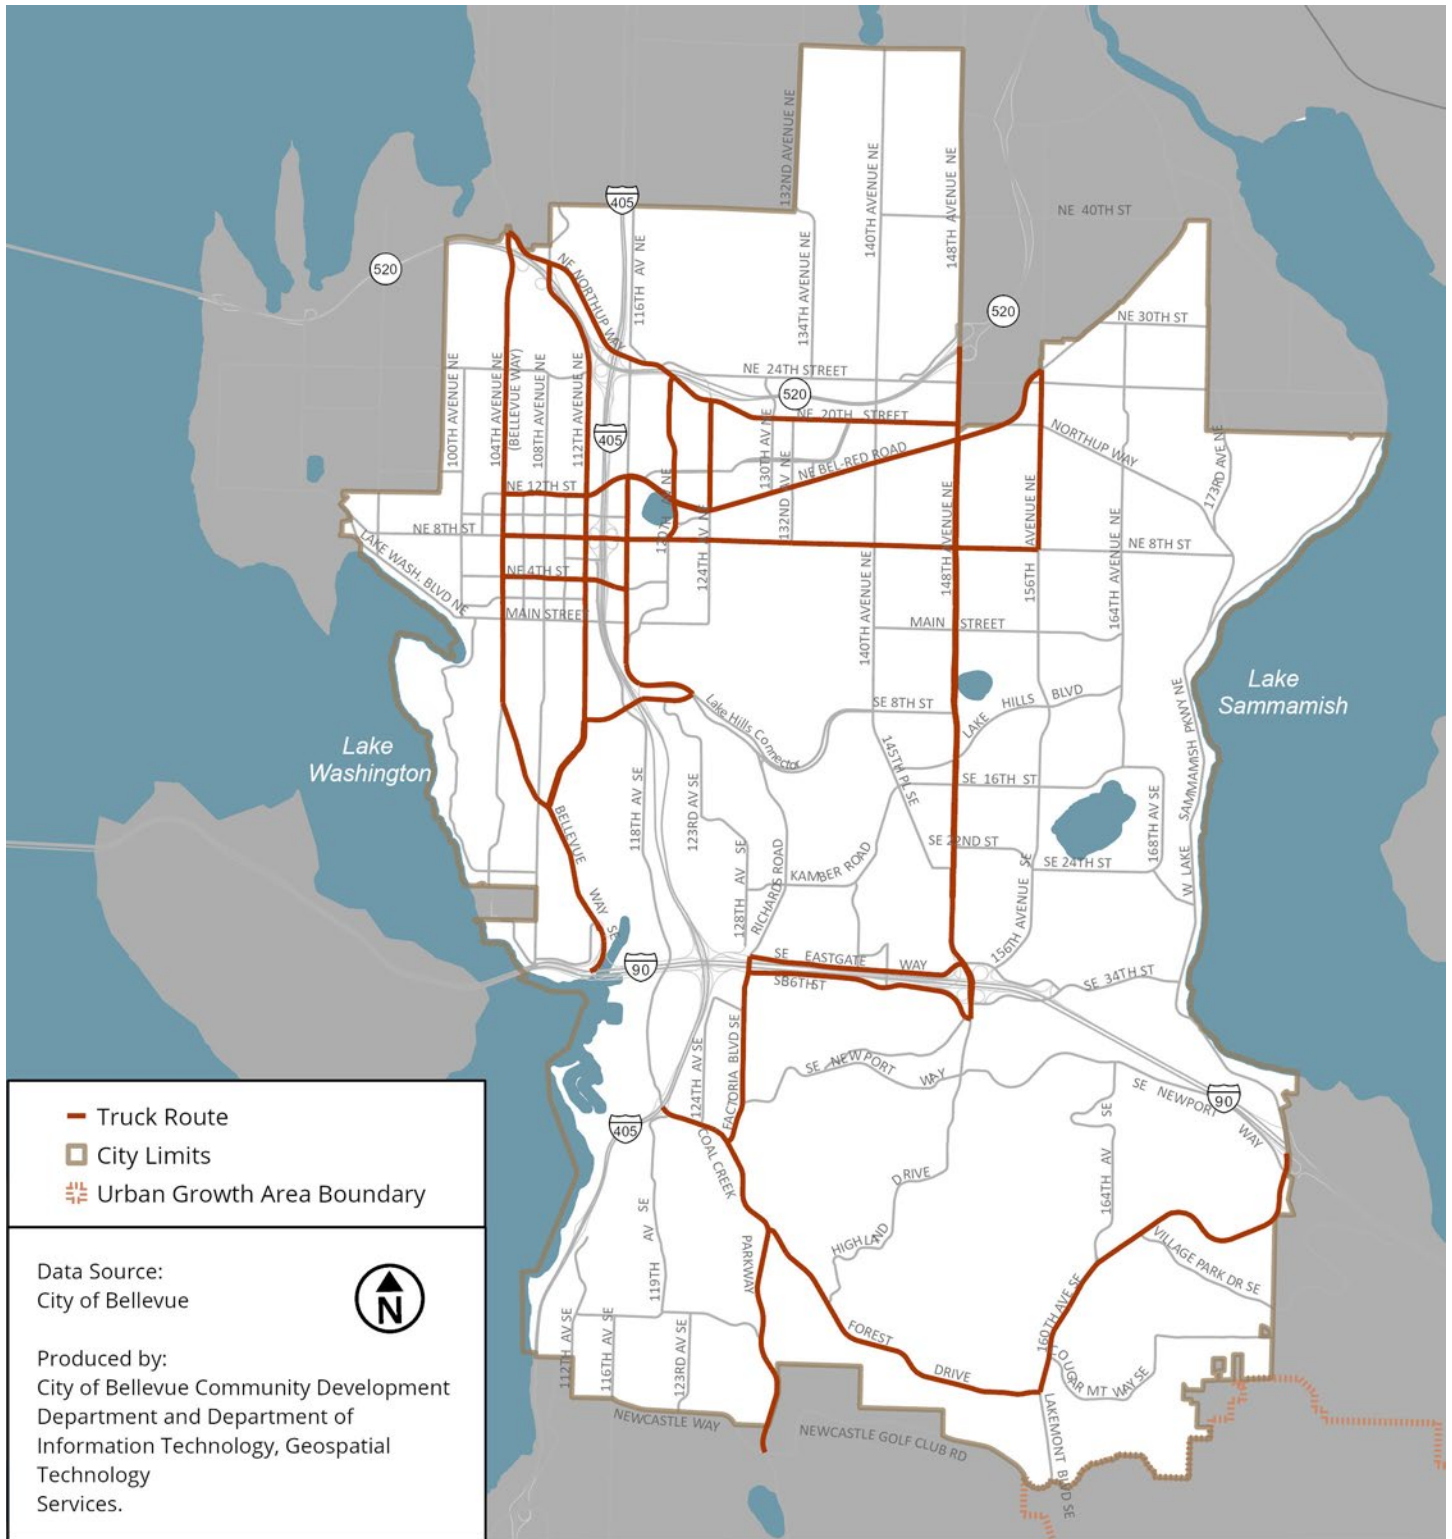 132ND AVENUE NE
140TH AVENUE NE
148TH AVENUE NE
NE 40TH ST
405
520
116TH AV NE
NE NORTHUP WAY
134TH AVENUE NE
520
NE 30TH ST
100TH AVENUE NE
104TH AVENUE NE
(BELLEVUE WAY)
108TH AVENUE NE
112TH AVENUE NE
NE 24TH STREET
520
NE 20TH STREET
405
130TH AV NE
132ND AV NE
NE BEL-RED ROAD
NORTHUP WAY
173RD AVE NE
NE 12TH ST
120TH AV NE
124TH AV NE
148TH AVENUE NE
156TH AVENUE NE
164TH AVENUE NE
NE 8TH ST
NE 8TH ST
LAKE WASH. BLVD NE
NE 4TH ST
MAIN STREET
140TH AVENUE NE
MAIN STREET
Lake
Sammamish
Lake
Washington
Lake Hills Connector
SE 8TH ST
LAKE HILLS BLVD
W LAKE SAMMAMISH PKWY NE
145TH PL SE
SE 16TH ST
118TH AV SE
123RD AV SE
BELLEVUE WAY SE
128TH AV SE
RICHARDS ROAD
KAMBER ROAD
SE 22ND ST
SE 24TH ST
168TH AV SE
156TH AVENUE SE
90
SE EASTGATE WAY
SE 34TH ST
124TH AV SE
FACTORIA BLVD SE
SE NEWPORT WAY
SE NEWPORT WAY
90
405
COAL CREEK PARKWAY
164TH AV SE
HIGHLAND DRIVE
119TH AV SE
VILLAGE PARK DR SE
160TH AVE SE
FOREST DRIVE
112TH AV SE
116TH AV SE
123RD AV SE
NEWCASTLE WAY
NEWCASTLE GOLF CLUB RD
LAKEMONT BLVD SE
MT WAY SE
Truck Route
City Limits
Urban Growth Area Boundary
Data Source:
City of Bellevue
N
Produced by:
City of Bellevue Community Development
Department and Department of
Information Technology, Geospatial
Technology
Services.